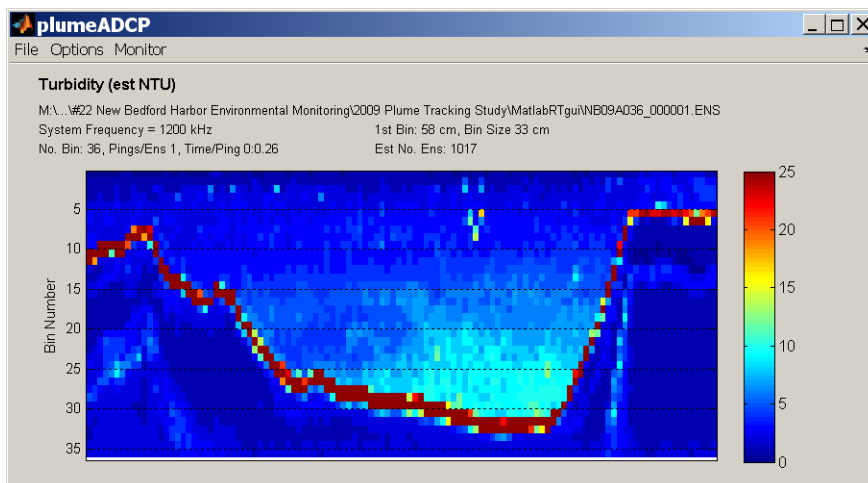 plumeADCP
File Options Monitor
Turbidity (est NTU)
M:\...\#22 New Bedford Harbor Environmental Monitoring\2009 Plume Tracking Study\MatlabRTgui\NB09A036_000001.ENS
System Frequency = 1200 kHz 1st Bin: 58 cm, Bin Size 33 cm
No. Bin: 36, Pings/Ens 1, Time/Ping 0:0.26 Est No. Ens: 1017
Bin Number
5
10
15
20
25
30
35
25
20
15
10
5
0